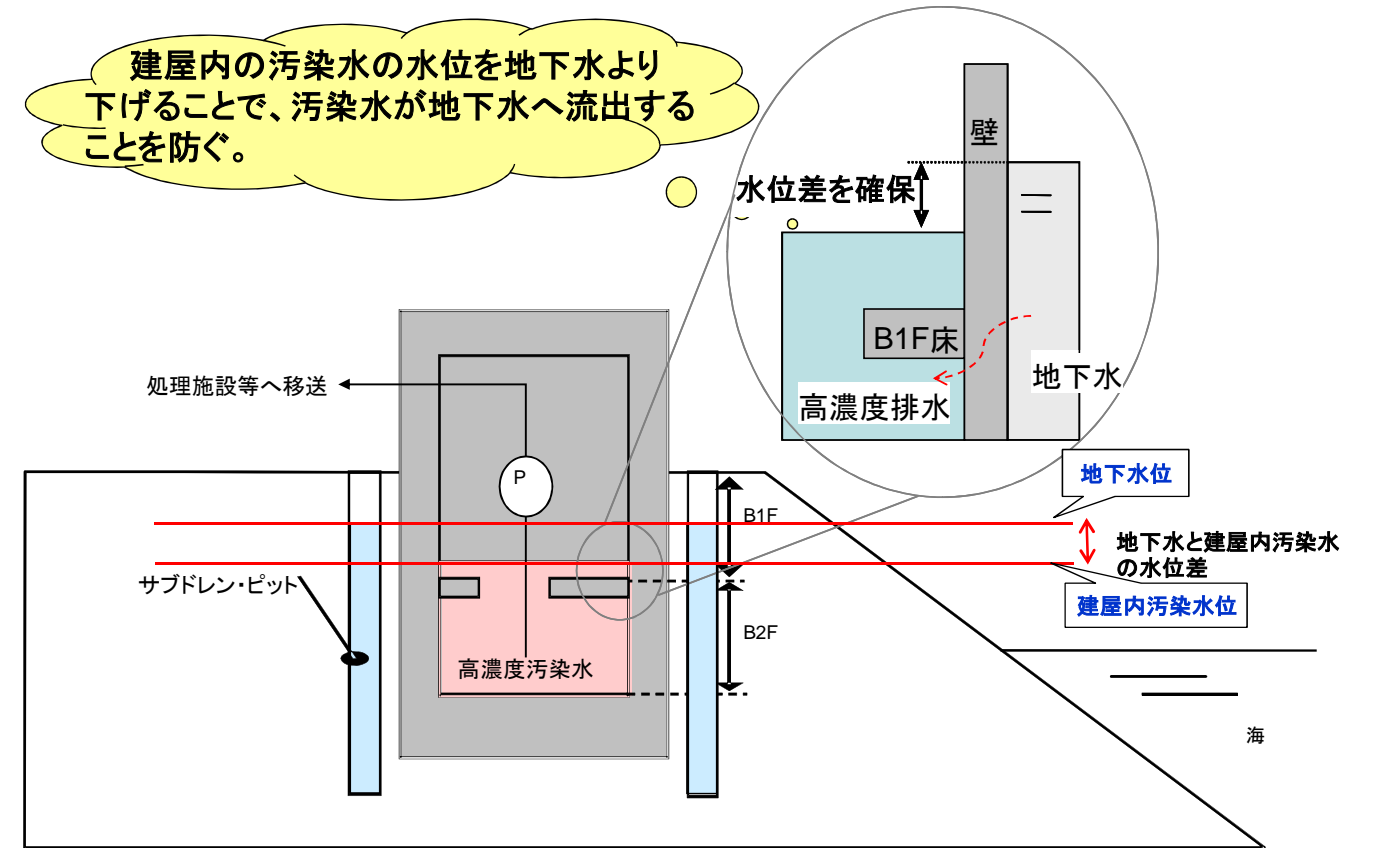 建屋内の汚染水の水位を地下水より
下げることで、汚染水が地下水へ流出する
ことを防ぐ。
壁
水位差を確保
B1F床
地下水
高濃度排水
処理施設等へ移送
P
地下水位
B1F
地下水と建屋内汚染水
の水位差
サブドレン・ピット
建屋内汚染水位
B2F
高濃度汚染水
海